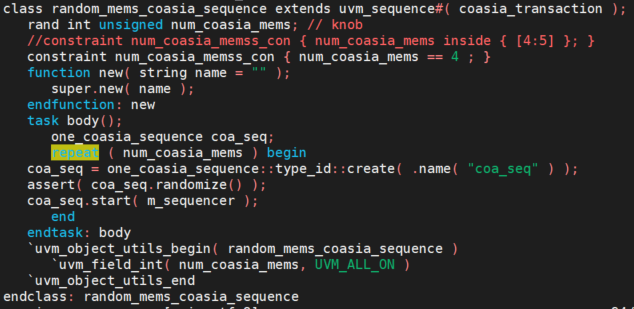 class random_mems_coasia_sequence extends uvm_sequence#( coasia_transaction );
rand int unsigned num_coasia_mems; // knob
//constraint num_coasia_memss_con { num_coasia_mems inside { [4:5] }; }
constraint num_coasia_memss_con { num_coasia_mems == 4 ; }
function new( string name = "" );
super.new( name );
endfunction: new
task body();
one_coasia_sequence coa_seq;
repeat ( num_coasia_mems ) begin
coa_seq = one_coasia_sequence::type_id::create( .name( "coa_seq" ) );
assert( coa_seq.randomize() );
coa_seq.start( m_sequencer );
end
endtask: body
`uvm_object_utils_begin( random_mems_coasia_sequence )
`uvm_field_int( num_coasia_mems, UVM_ALL_ON )
`uvm_object_utils_end
endclass: random_mems_coasia_sequence